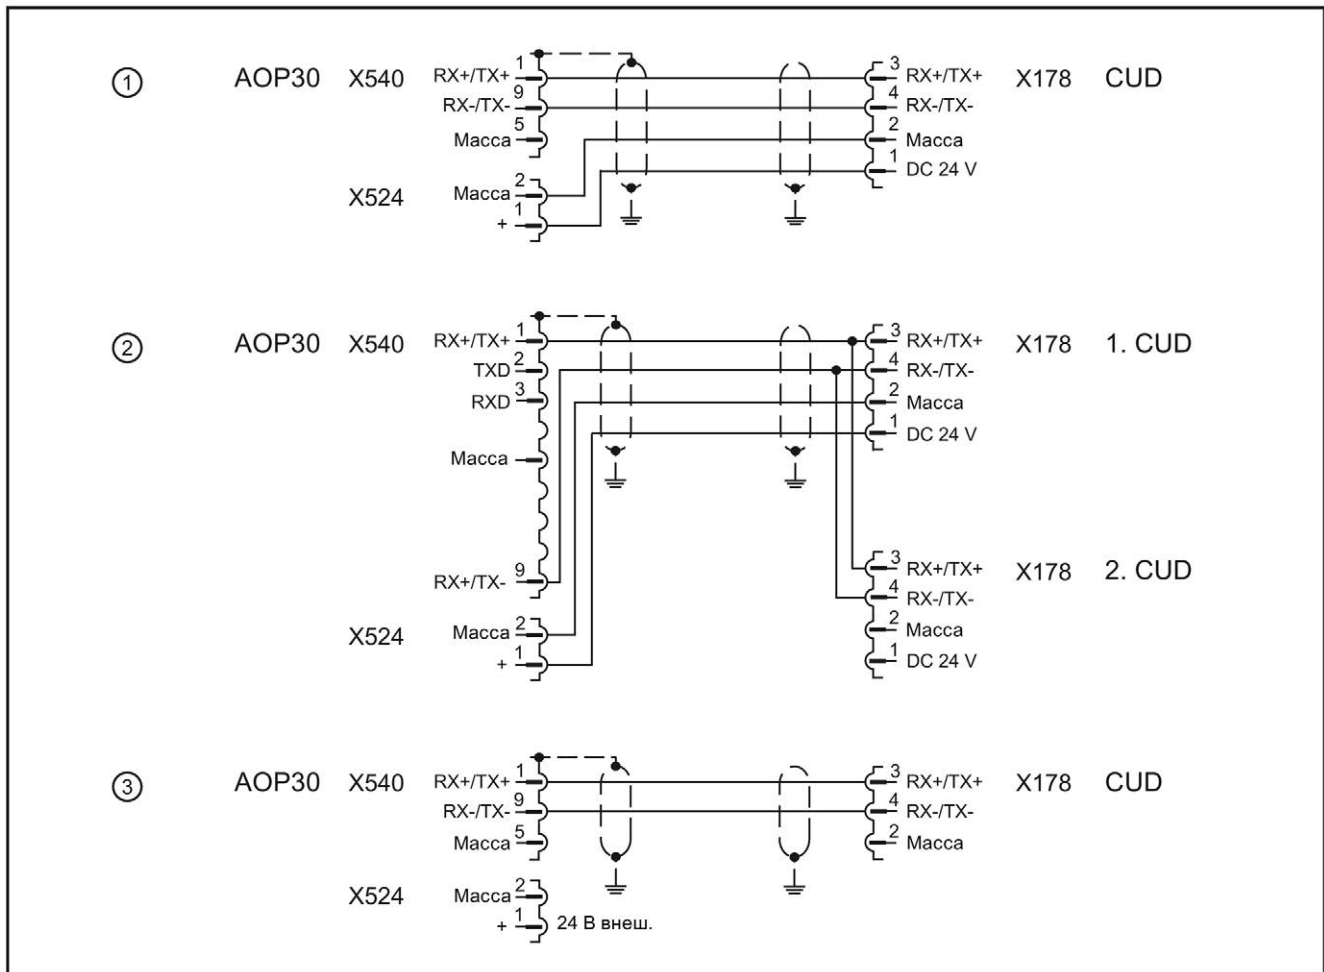 1 AOP30 X540 RX+/TX+ 1 3 RX+/TX+ X178 CUD
RX-/TX- 9 4 RX-/TX-
Масса 5 2 Масса
1 DC 24 V
X524 Масса 2
+ 1
2 AOP30 X540 RX+/TX+ 1 3 RX+/TX+ X178 1. CUD
TXD 2 4 RX-/TX-
RXD 3 2 Масса
1 DC 24 V
Масса
3 RX+/TX+ X178 2. CUD
RX+/TX- 9 4 RX-/TX-
X524 Масса 2 2 Масса
+ 1 1 DC 24 V
3 AOP30 X540 RX+/TX+ 1 3 RX+/TX+ X178 CUD
RX-/TX- 9 4 RX-/TX-
Масса 5 2 Масса
X524 Масса 2
+ 1 24 В внеш.